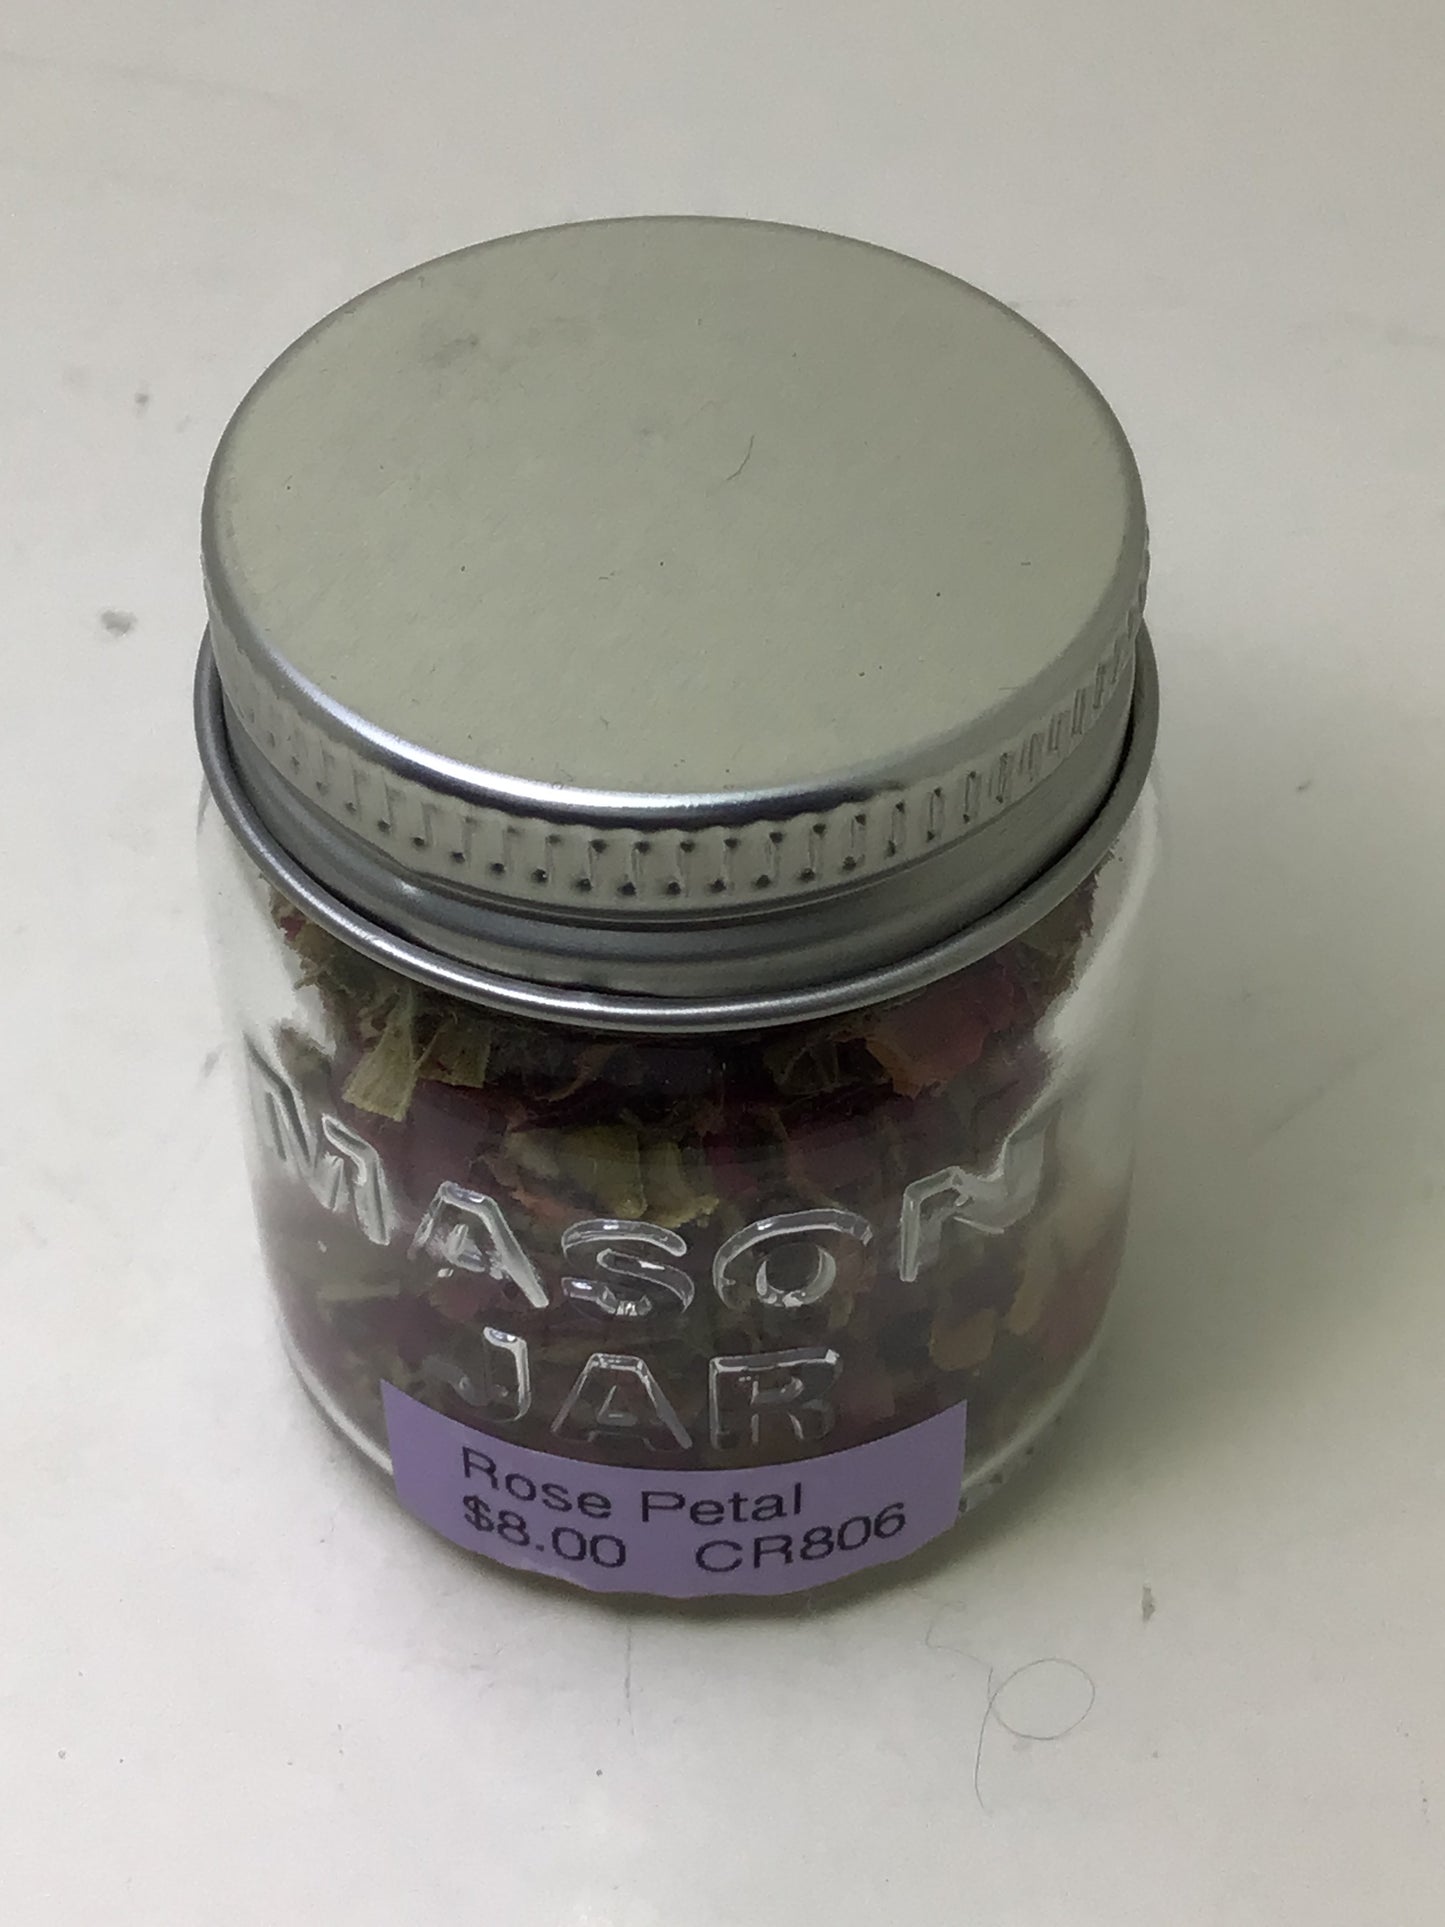 MASON
JAR
Rose Petal
$8.00 CR806